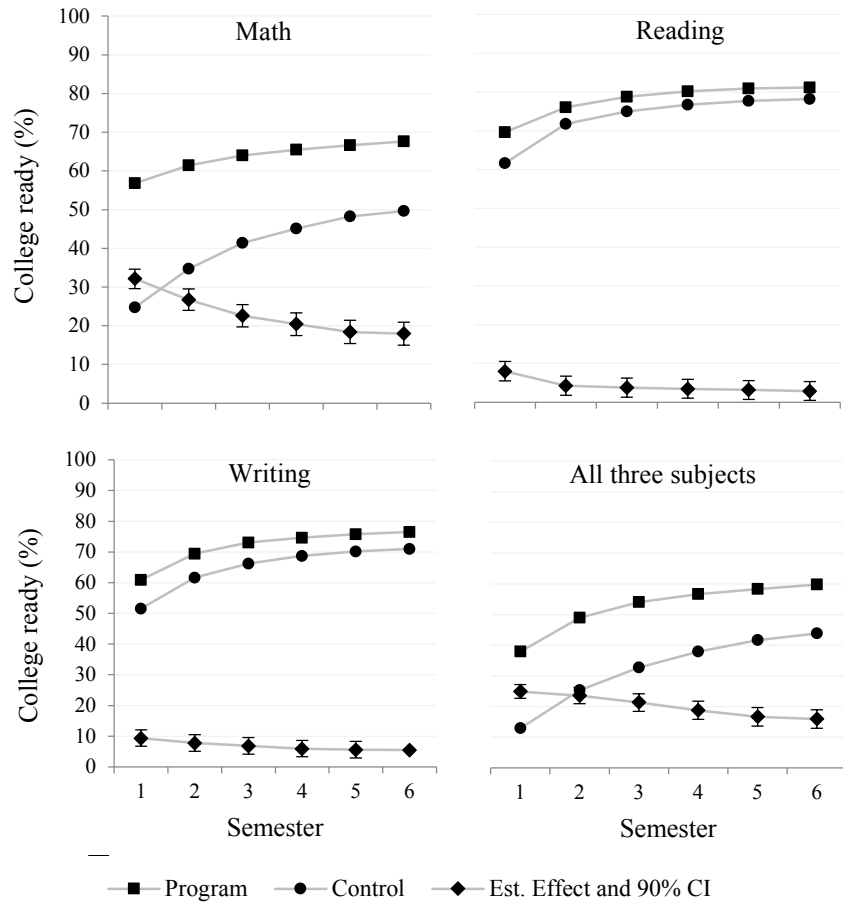 Math
Reading
College ready (%)
100
90
80
70
60
50
40
30
20
10
0
Writing
All three subjects
College ready (%)
100
90
80
70
60
50
40
30
20
10
0
1 2 3 4 5 6
1 2 3 4 5 6
Semester
Semester
Program Control Est. Effect and 90% CI